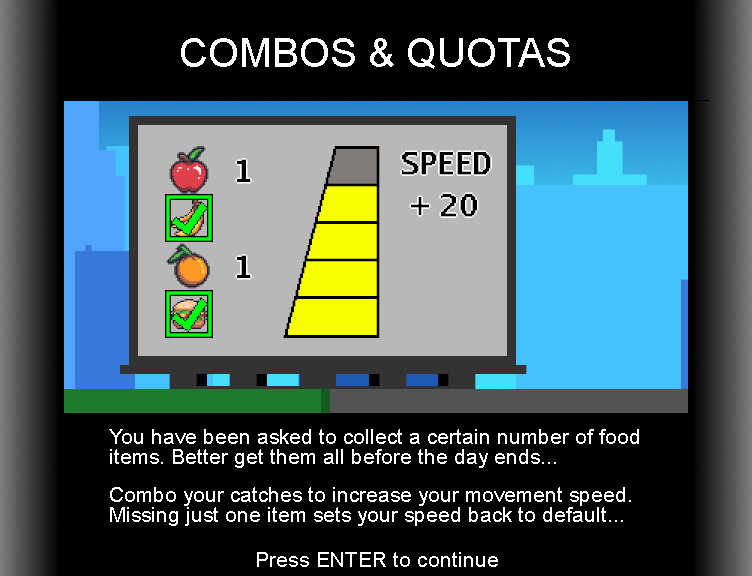 COMBOS & QUOTAS
1
1
SPEED
+ 20
You have been asked to collect a certain number of food
items. Better get them all before the day ends...
Combo your catches to increase your movement speed.
Missing just one item sets your speed back to default...
Press ENTER to continue